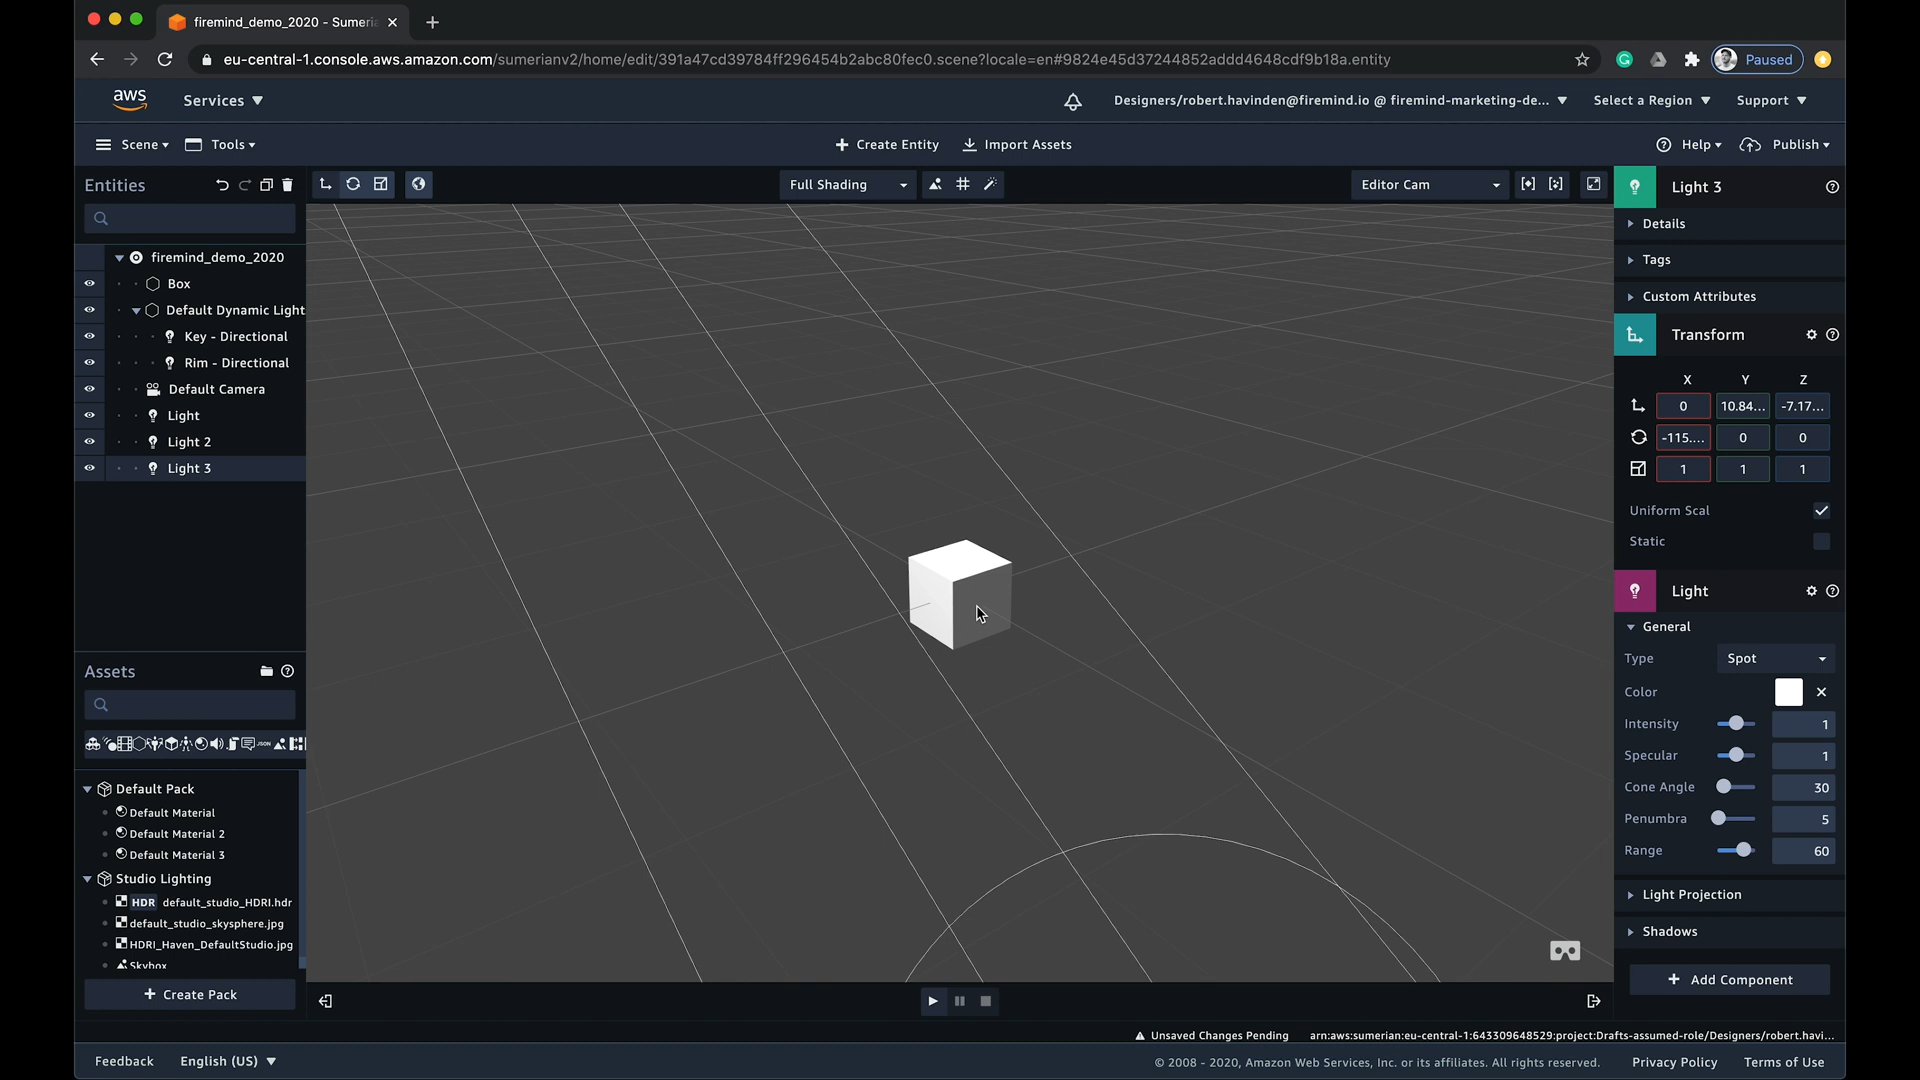 firemind_demo_2020 - Sumeria
eu-central-1.console.aws.amazon.com/sumerianv2/home/edit/391a47cd39784ff296454b2abc80fec0.scene?locale=en#9824e45d37244852addd4648cdf9b18a.entity
Paused
aws
Services
Designers/robert.havinden@firemind.io @ firemind-marketing-de...
Select a Region
Support
Scene
Tools
Create Entity
Import Assets
Help
Publish
Entities
Full Shading
Editor Cam
Light 3
Details
Tags
Custom Attributes
firemind_demo_2020
Box
Default Dynamic Light
Key - Directional
Rim - Directional
Default Camera
Light
Light 2
Light 3
Transform
X Y Z
0 10.84... -7.17...
-115.... 0 0
1 1 1
Uniform Scal
Static
Light
General
Type Spot
Color
Intensity 1
Specular 1
Cone Angle 30
Penumbra 5
Range 60
Light Projection
Shadows
Add Component
Assets
JSON
Default Pack
Default Material
Default Material 2
Default Material 3
Studio Lighting
HDR default_studio_HDRI.hdr
default_studio_skysphere.jpg
HDRI_Haven_DefaultStudio.jpg
Skybox
Create Pack
Unsaved Changes Pending
arn:aws:sumerian:eu-central-1:643309648529:project:Drafts-assumed-role/Designers/robert.havi...
Feedback
English (US)
© 2008 - 2020, Amazon Web Services, Inc. or its affiliates. All rights reserved.
Privacy Policy
Terms of Use